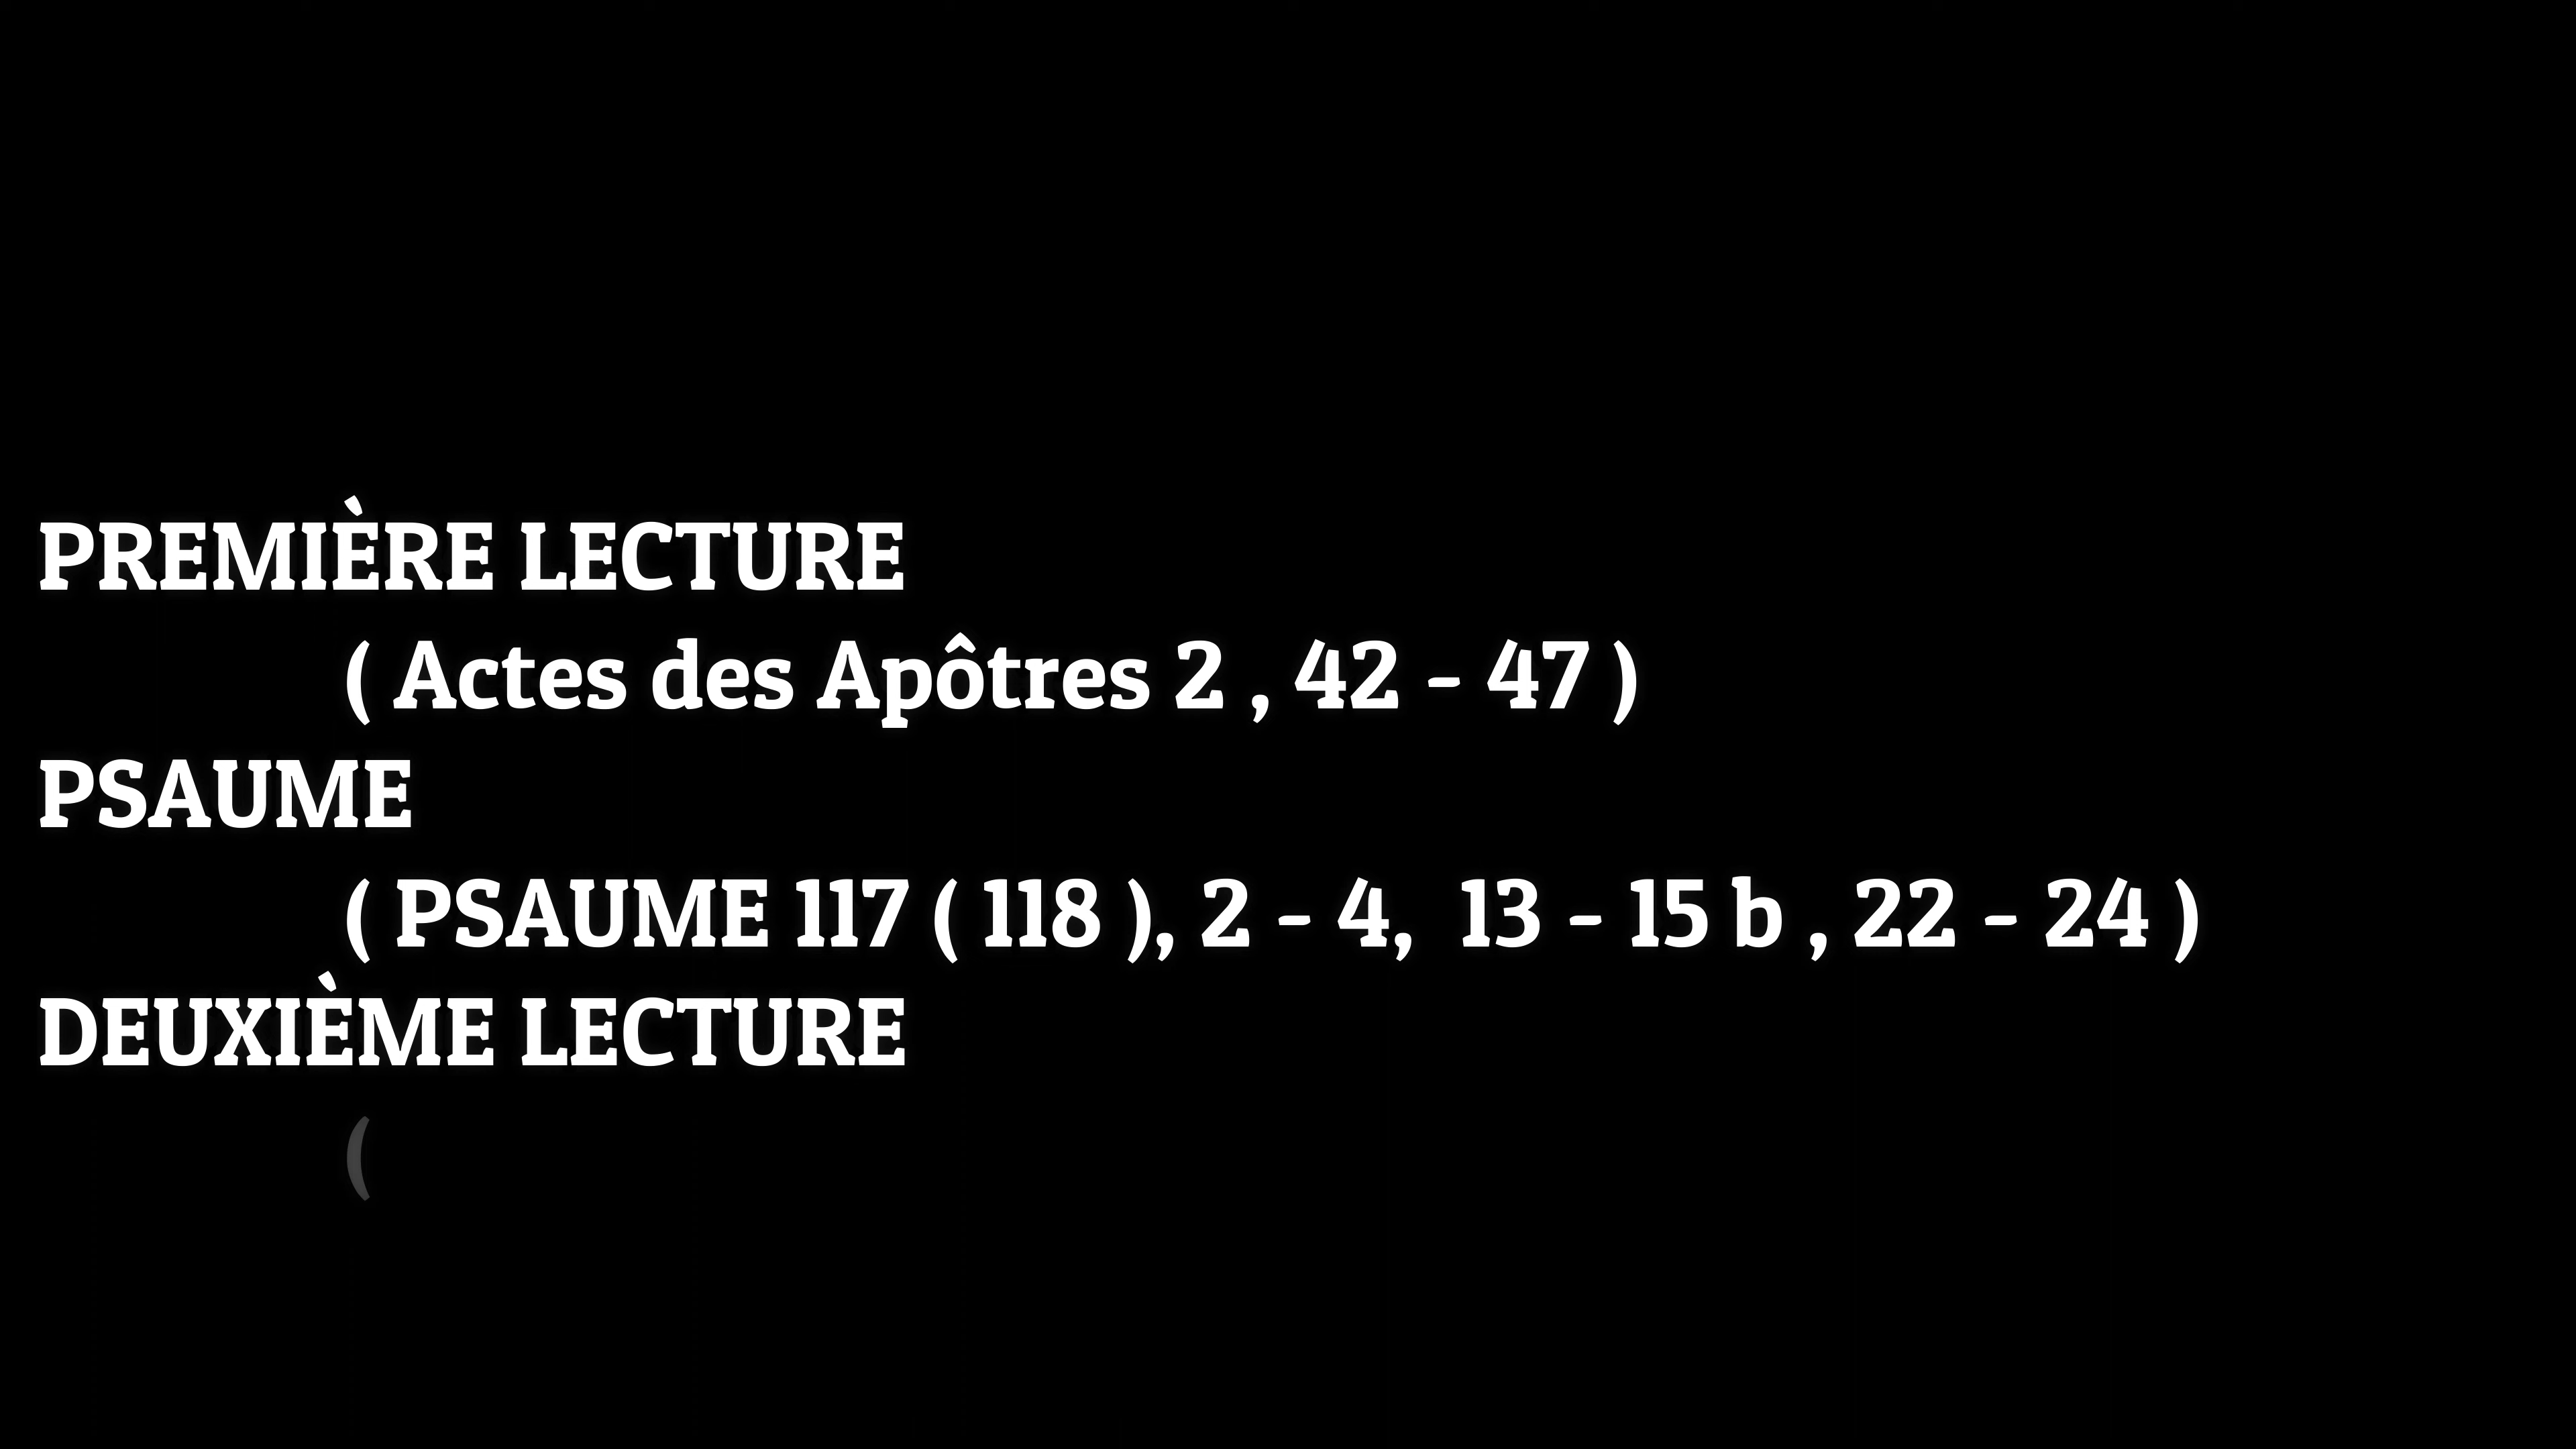 PREMIÈRE LECTURE
( Actes des Apôtres 2 , 42 - 47 )
PSAUME
( PSAUME 117 ( 118 ), 2 - 4,  13 - 15 b , 22 - 24 )
DEUXIÈME LECTURE
(